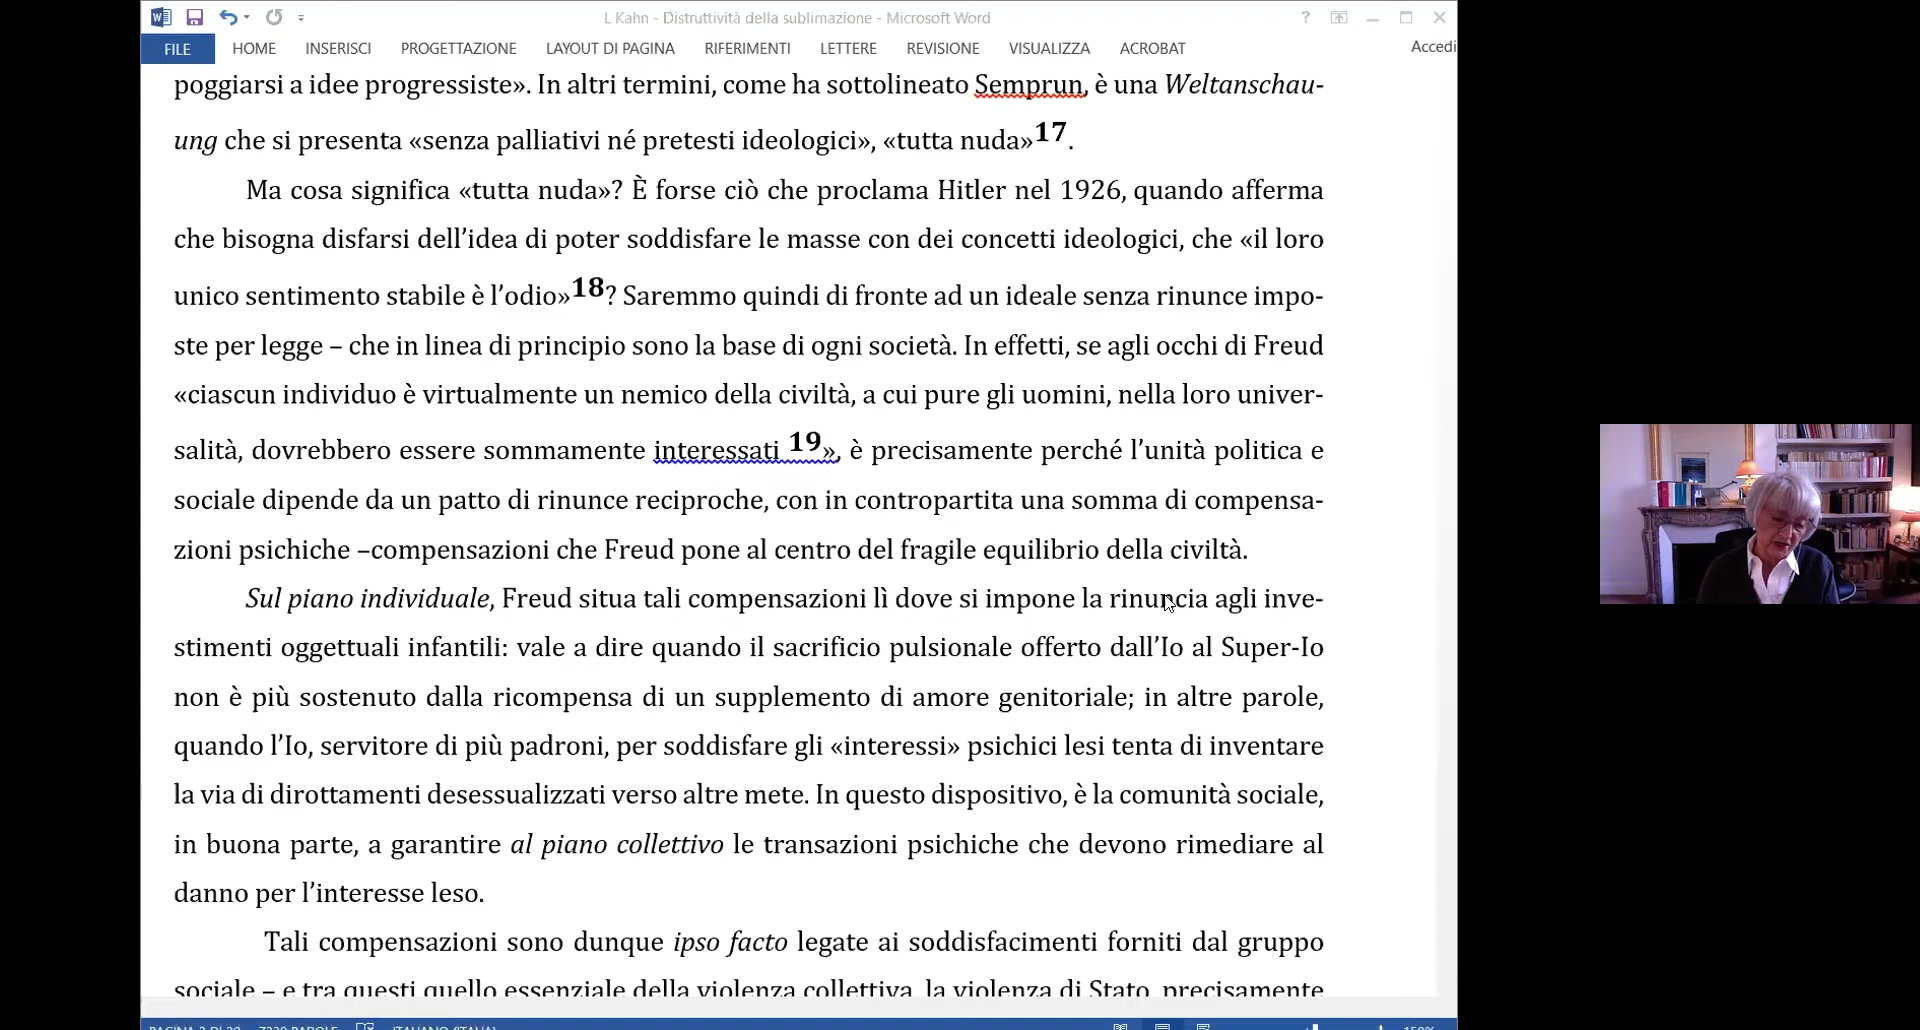 L Kahn - Distruttività della sublimazione - Microsoft Word
FILE HOME INSERISCI PROGETTAZIONE LAYOUT DI PAGINA RIFERIMENTI LETTERE REVISIONE VISUALIZZA ACROBAT Accedi
poggiarsi a idee progressiste». In altri termini, come ha sottolineato Semprun, è una Weltanschau-
ung che si presenta «senza palliativi né pretesti ideologici», «tutta nuda»17.
Ma cosa significa «tutta nuda»? È forse ciò che proclama Hitler nel 1926, quando afferma
che bisogna disfarsi dell’idea di poter soddisfare le masse con dei concetti ideologici, che «il loro
unico sentimento stabile è l’odio»18? Saremmo quindi di fronte ad un ideale senza rinunce impo-
ste per legge – che in linea di principio sono la base di ogni società. In effetti, se agli occhi di Freud
«ciascun individuo è virtualmente un nemico della civiltà, a cui pure gli uomini, nella loro univer-
salità, dovrebbero essere sommamente interessati 19», è precisamente perché l’unità politica e
sociale dipende da un patto di rinunce reciproche, con in contropartita una somma di compensa-
zioni psichiche –compensazioni che Freud pone al centro del fragile equilibrio della civiltà.
Sul piano individuale, Freud situa tali compensazioni lì dove si impone la rinuncia agli inve-
stimenti oggettuali infantili: vale a dire quando il sacrificio pulsionale offerto dall’Io al Super-Io
non è più sostenuto dalla ricompensa di un supplemento di amore genitoriale; in altre parole,
quando l’Io, servitore di più padroni, per soddisfare gli «interessi» psichici lesi tenta di inventare
la via di dirottamenti desessualizzati verso altre mete. In questo dispositivo, è la comunità sociale,
in buona parte, a garantire al piano collettivo le transazioni psichiche che devono rimediare al
danno per l’interesse leso.
Tali compensazioni sono dunque ipso facto legate ai soddisfacimenti forniti dal gruppo
sociale – e tra questi quello essenziale della violenza collettiva, la violenza di Stato, precisamente